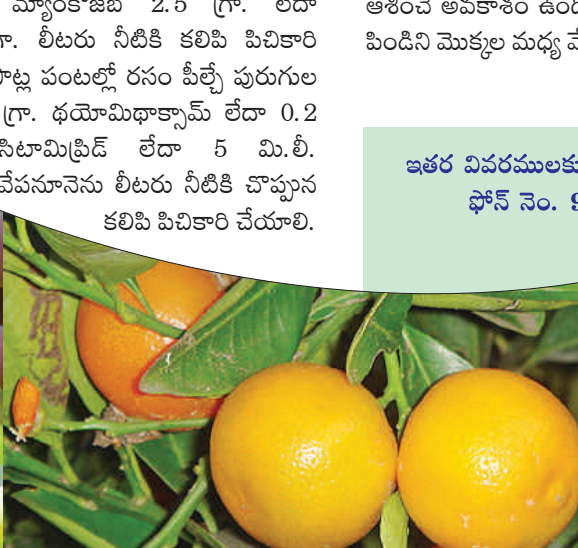 మ్యాంకోజెబ్ 2.5 గ్రా. లేదా
లీటరు నీటికి కలిపి పిచికారి
పంటల్లో రసం పీల్చే పురుగుల
గ్రా. థయోమిథాక్సామ్ లేదా 0.2
లేదా 5 మి.లీ.
వేపనూనెను లీటరు నీటికి చొప్పున
కలిపి పిచికారి చేయాలి.
ఆశించే అవకాశం
పిండిని మొక్కల మధ్య
ఇతర వివరములకు
ఫోన్ నెం. 9